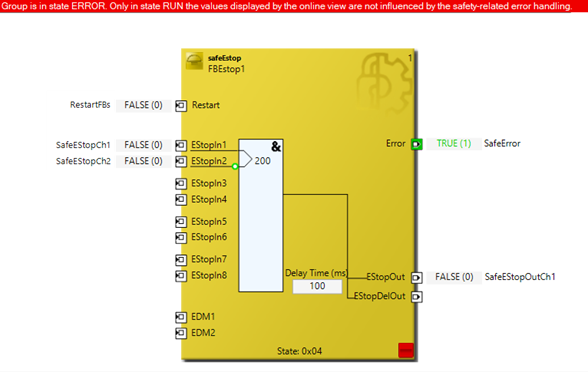 Group is in state ERROR. Only in state RUN the values displayed by the online view are not influenced by the safety-related error handling.
safeEstop 1
FBEstop1
RestartFBs FALSE (0) Restart
SafeEStopCh1 FALSE (0) EStopIn1 & Error TRUE (1) SafeError
SafeEStopCh2 FALSE (0) EStopIn2 200
EStopIn3
EStopIn4
EStopIn5
EStopIn6
EStopIn7
EStopIn8 Delay Time (ms) EStopOut FALSE (0) SafeEStopOutCh1
100 EStopDelOut
EDM1
EDM2
State: 0x04